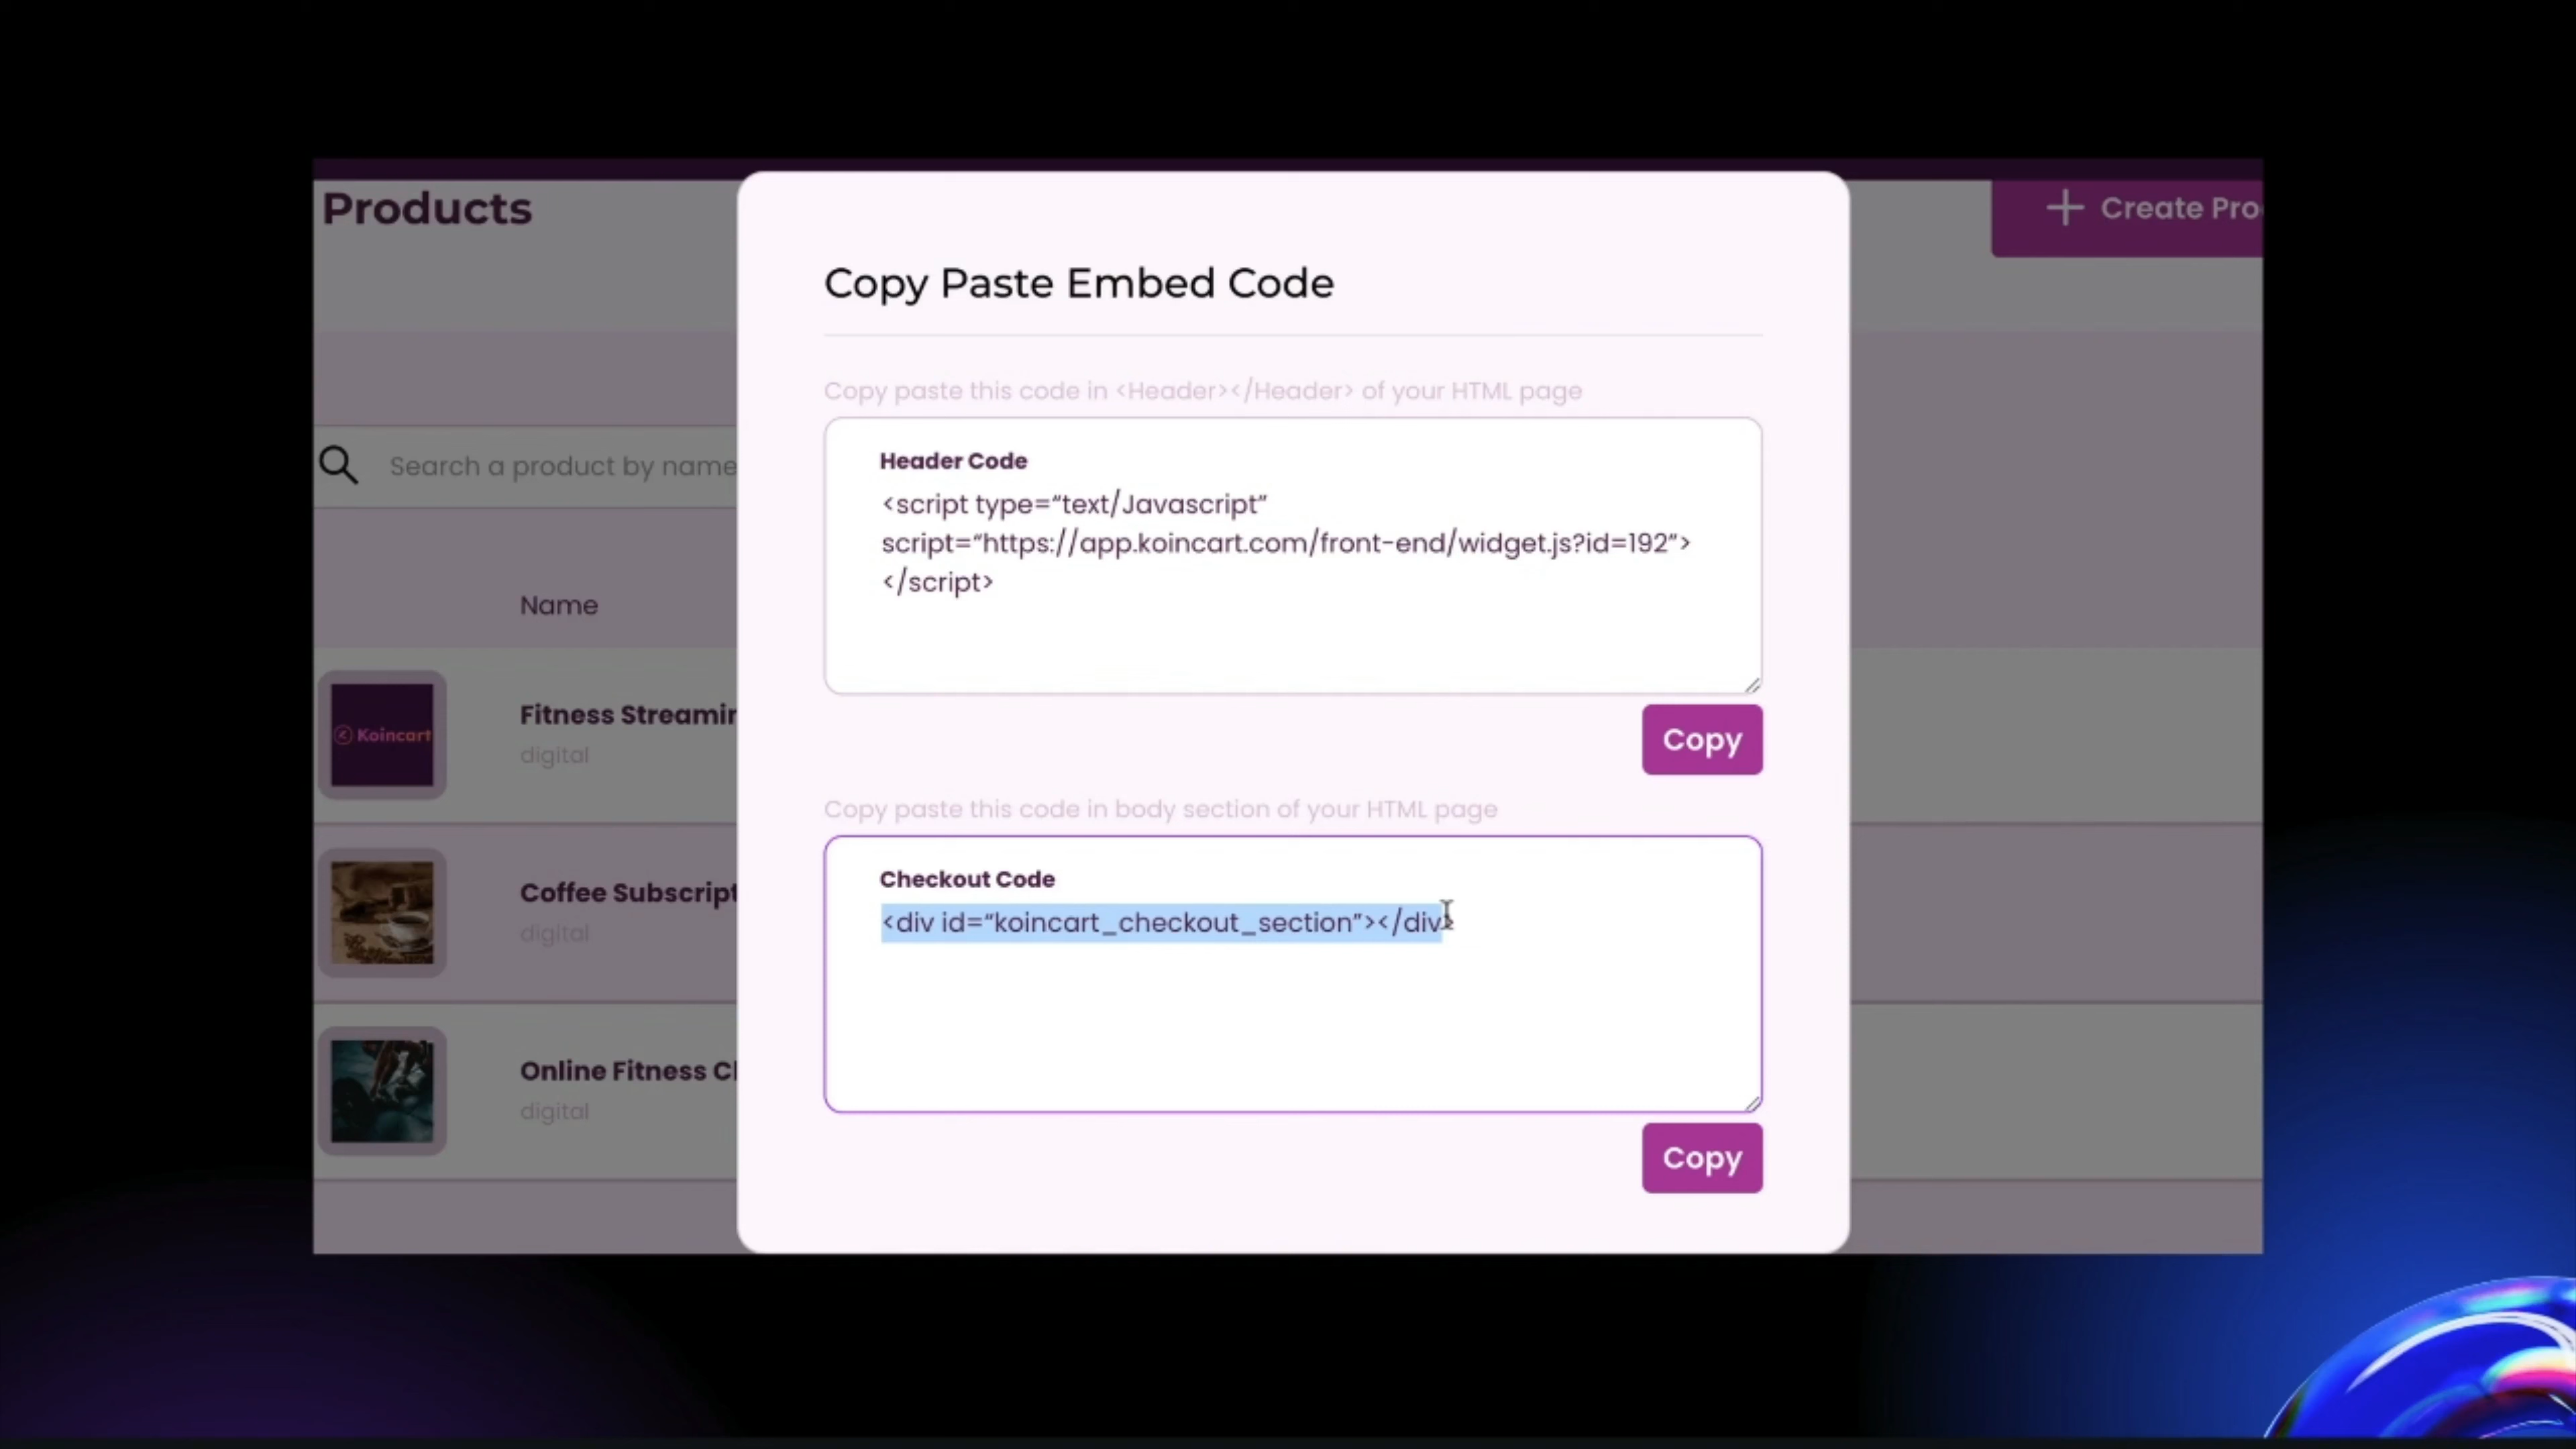 Products
Create Pro
Copy Paste Embed Code
Copy paste this code in <Header></Header> of your HTML page
Header Code
<script type=“text/Javascript”
script=“https://app.koincart.com/front-end/widget.js?id=192”>
</script>
Copy
Copy paste this code in body section of your HTML page
Checkout Code
<div id=“koincart_checkout_section”></div>
Copy
Search a product by name
Name
Koincart
Fitness Streamin
digital
Coffee Subscript
digital
Online Fitness Cl
digital